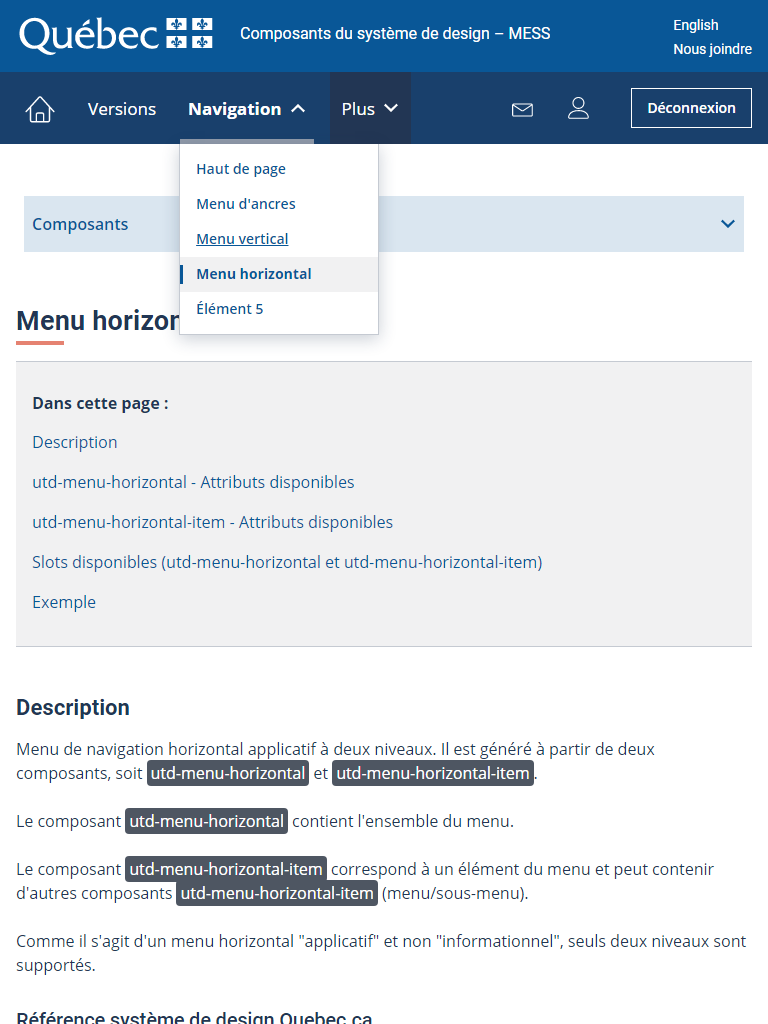 Québec
Composants du système de design – MESS
English
Nous joindre
Versions
Navigation
Plus
Déconnexion
Haut de page
Menu d'ancres
Menu vertical
Menu horizontal
Élément 5
Composants
Menu horizon
Dans cette page :
Description
utd-menu-horizontal - Attributs disponibles
utd-menu-horizontal-item - Attributs disponibles
Slots disponibles (utd-menu-horizontal et utd-menu-horizontal-item)
Exemple
Description
Menu de navigation horizontal applicatif à deux niveaux. Il est généré à partir de deux
composants, soit utd-menu-horizontal et utd-menu-horizontal-item.
Le composant utd-menu-horizontal contient l'ensemble du menu.
Le composant utd-menu-horizontal-item correspond à un élément du menu et peut contenir
d'autres composants utd-menu-horizontal-item (menu/sous-menu).
Comme il s'agit d'un menu horizontal "applicatif" et non "informationnel", seuls deux niveaux sont
supportés.
Référence système de design Quebec.ca